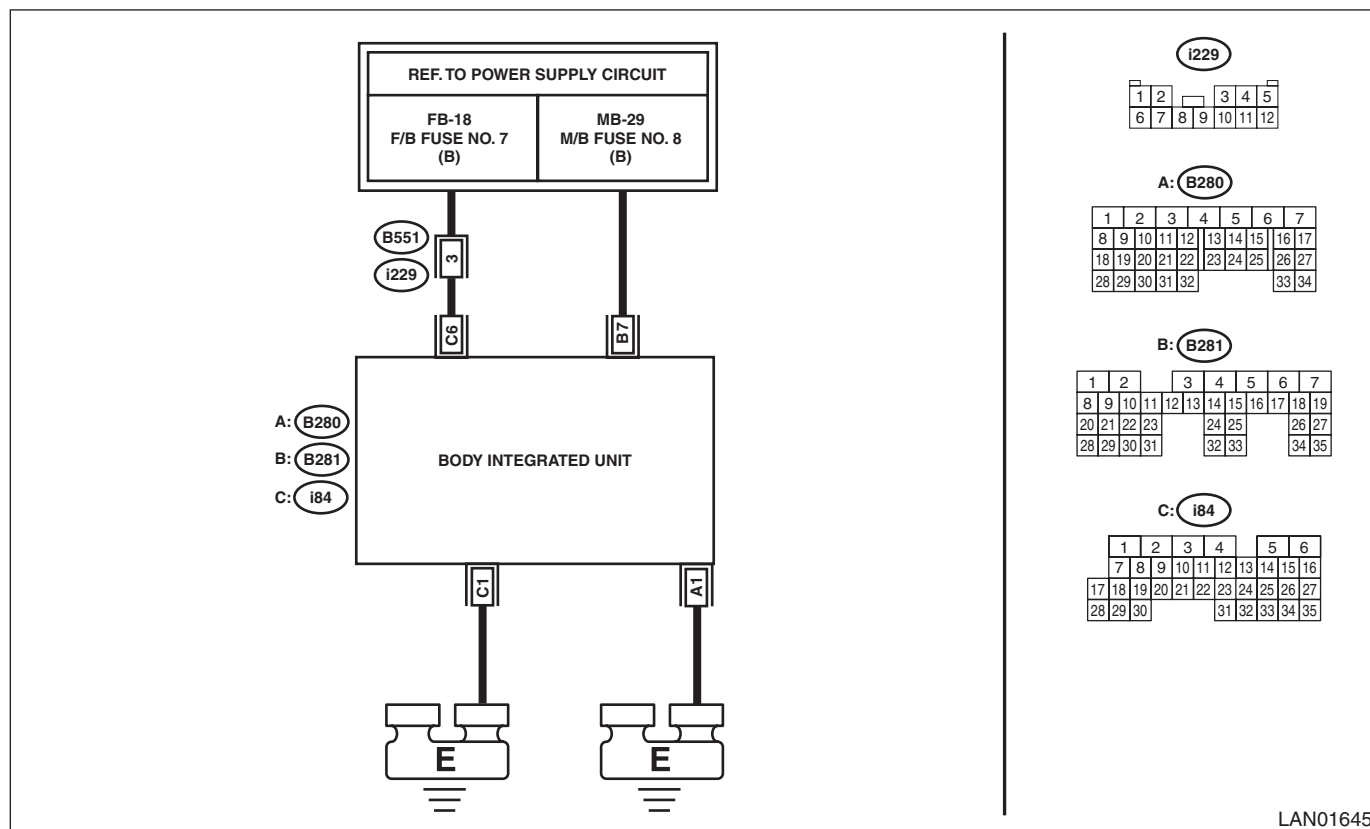 REF. TO POWER SUPPLY CIRCUIT
FB-18
F/B FUSE NO. 7
(B)
MB-29
M/B FUSE NO. 8
(B)
B551
i229
3
C6
B7
A: B280
B: B281
C: i84
BODY INTEGRATED UNIT
C1
A1
E
E
i229
1 2 3 4 5
6 7 8 9 10 11 12
A: B280
1 2 3 4 5 6 7
8 9 10 11 12 13 14 15 16 17
18 19 20 21 22 23 24 25 26 27
28 29 30 31 32 33 34
B: B281
1 2 3 4 5 6 7
8 9 10 11 12 13 14 15 16 17 18 19
20 21 22 23 24 25 26 27
28 29 30 31 32 33 34 35
C: i84
1 2 3 4 5 6
7 8 9 10 11 12 13 14 15 16
17 18 19 20 21 22 23 24 25 26 27
28 29 30 31 32 33 34 35
LAN01645